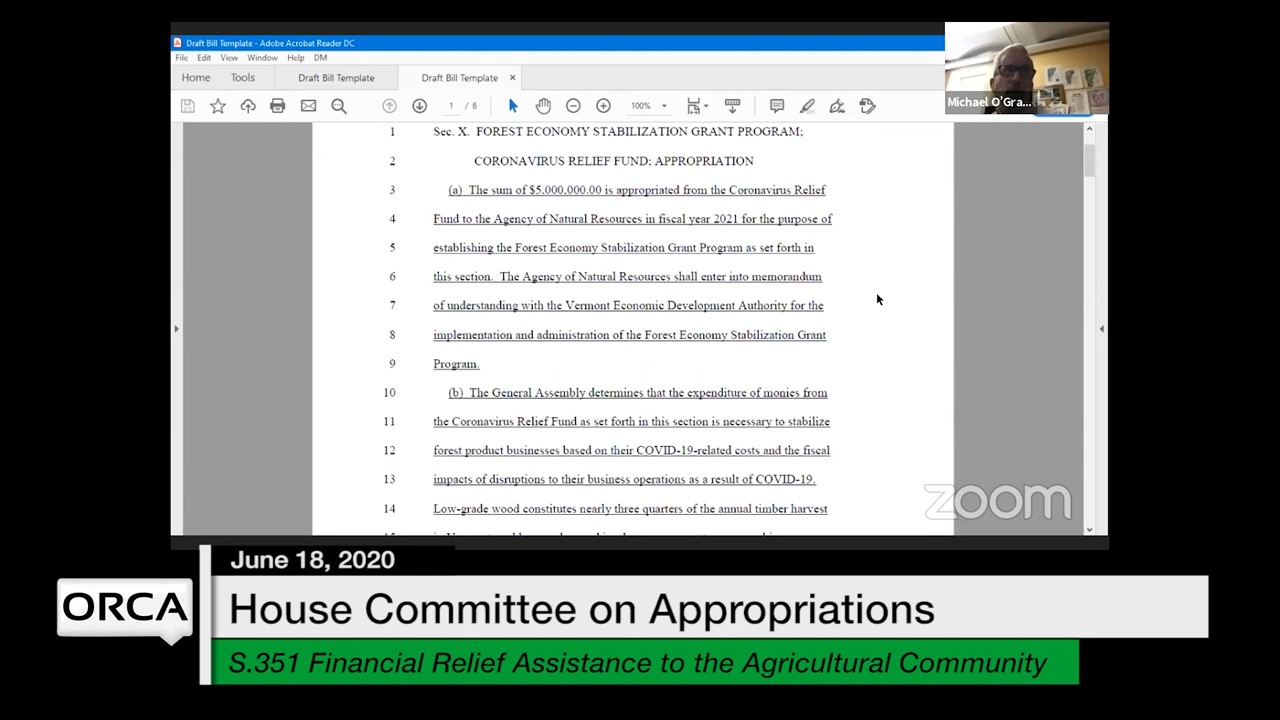 Draft Bill Template - Adobe Acrobat Reader DC
File Edit View Window Help DM
Home Tools Draft Bill Template Draft Bill Template ×
1 / 6 100%
Michael O'Gra...
1 Sec. X. FOREST ECONOMY STABILIZATION GRANT PROGRAM;
2 CORONAVIRUS RELIEF FUND; APPROPRIATION
3 (a) The sum of $5,000,000.00 is appropriated from the Coronavirus Relief
4 Fund to the Agency of Natural Resources in fiscal year 2021 for the purpose of
5 establishing the Forest Economy Stabilization Grant Program as set forth in
6 this section. The Agency of Natural Resources shall enter into memorandum
7 of understanding with the Vermont Economic Development Authority for the
8 implementation and administration of the Forest Economy Stabilization Grant
9 Program.
10 (b) The General Assembly determines that the expenditure of monies from
11 the Coronavirus Relief Fund as set forth in this section is necessary to stabilize
12 forest product businesses based on their COVID-19-related costs and the fiscal
13 impacts of disruptions to their business operations as a result of COVID-19.
14 Low-grade wood constitutes nearly three quarters of the annual timber harvest
zoom
June 18, 2020
ORCA
House Committee on Appropriations
S.351 Financial Relief Assistance to the Agricultural Community